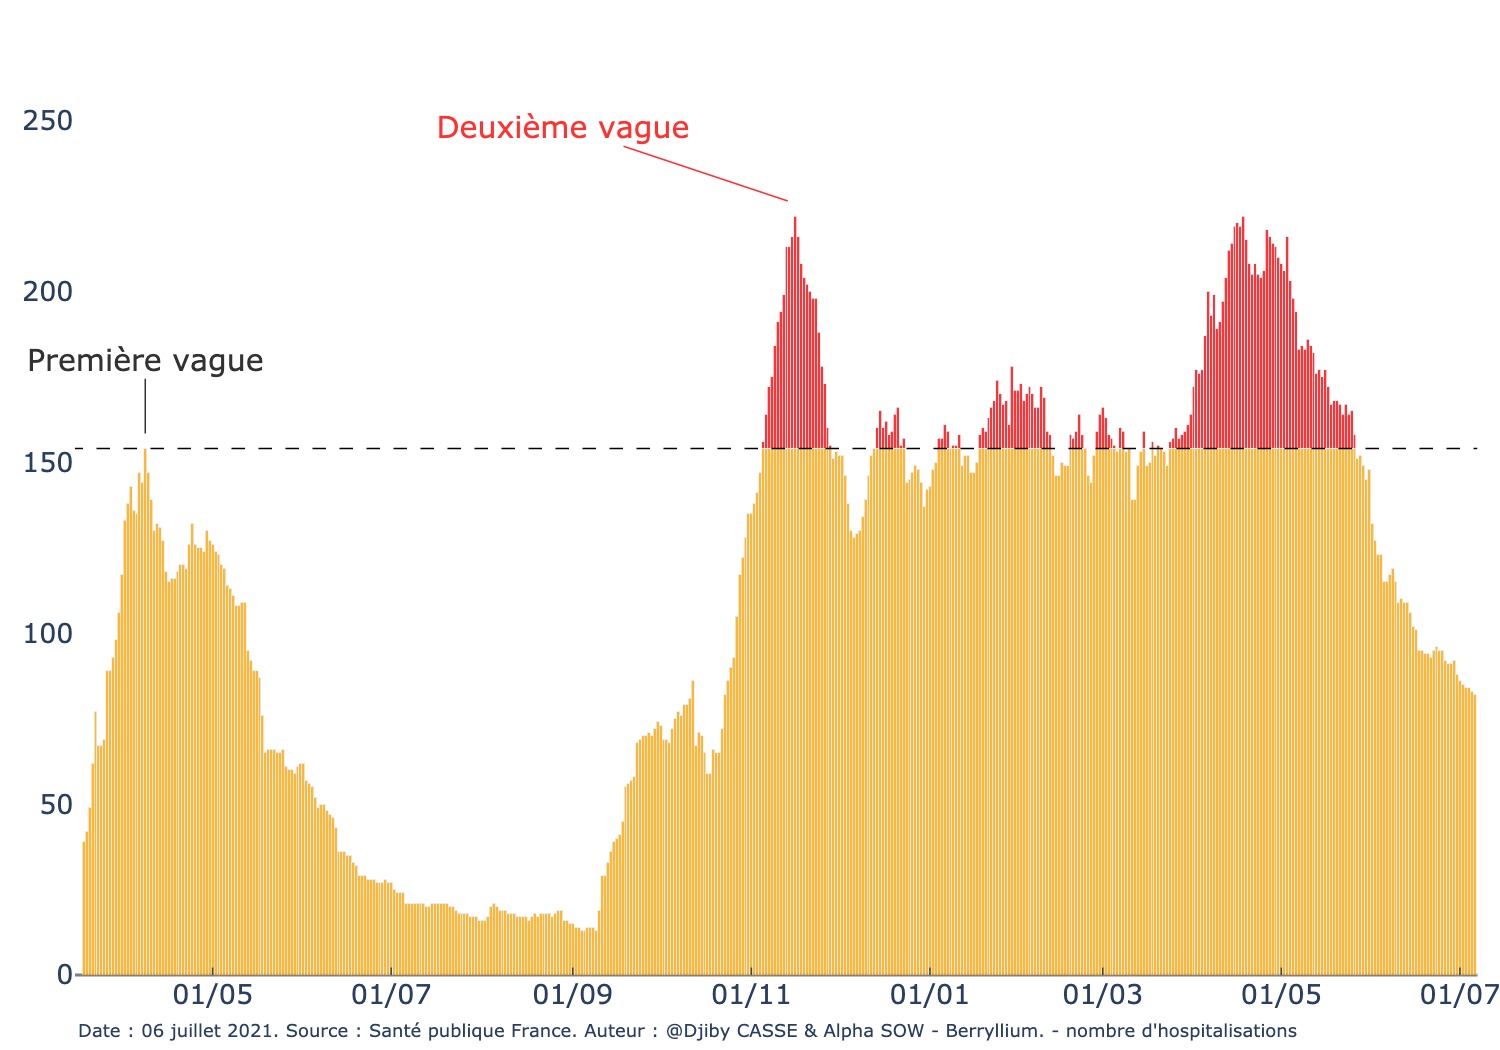 250
Deuxième vague
200
Première vague
150
100
50
0
01/05 01/07 01/09 01/11 01/01 01/03 01/05 01/07
Date : 06 juillet 2021. Source : Santé publique France. Auteur : @Djiby CASSE & Alpha SOW - Berryllium. - nombre d'hospitalisations